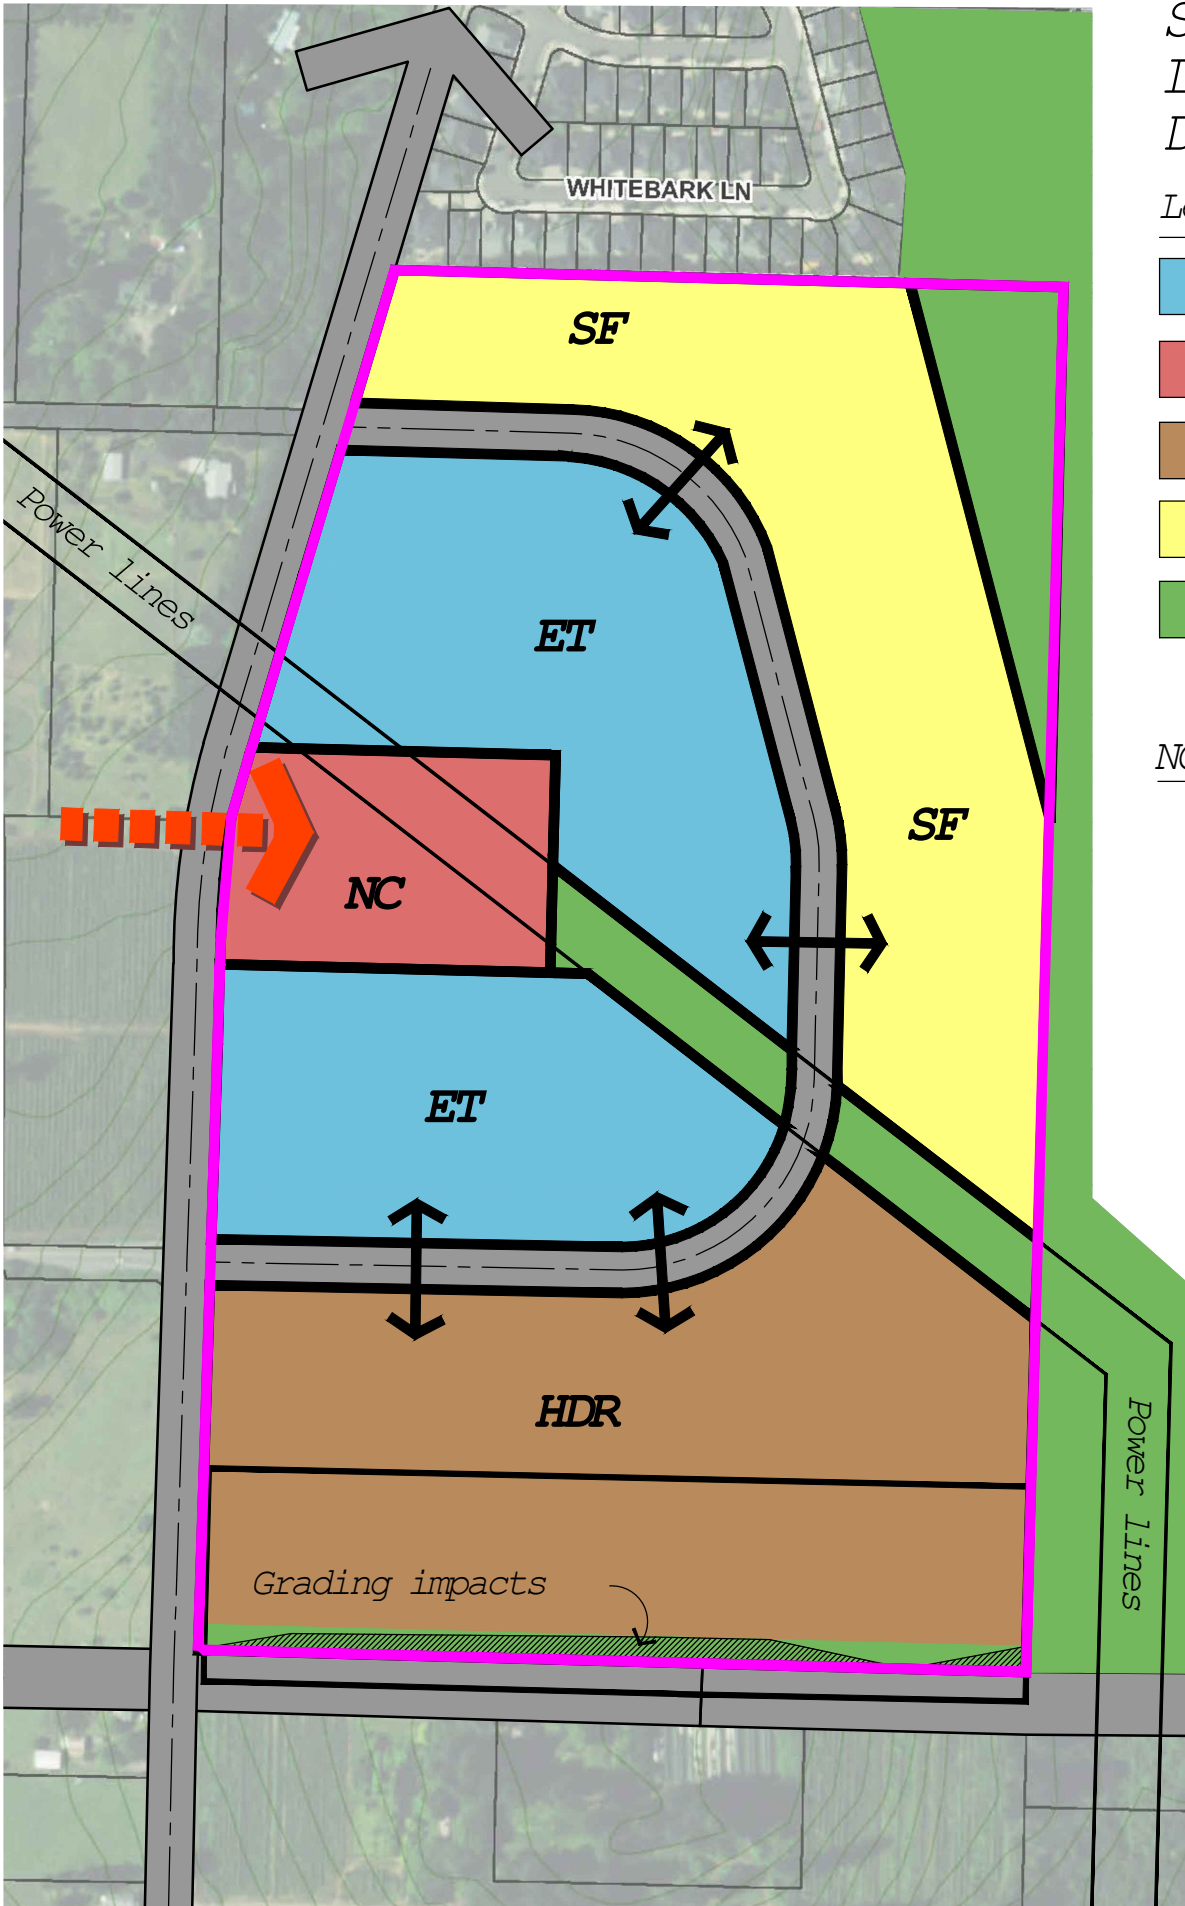 WHITEBARK LN
SF
Power lines
ET
SF
NC
ET
HDR
Power lines
Grading impacts